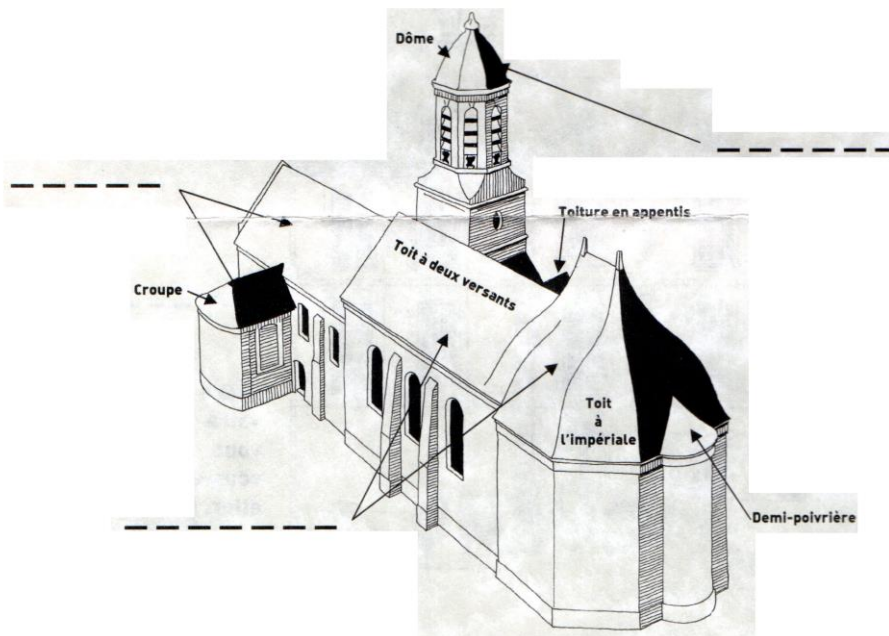 Dôme
Toiture en appentis
Toit à deux versants
Croupe
Toit
à
l'impériale
Demi-poivrière